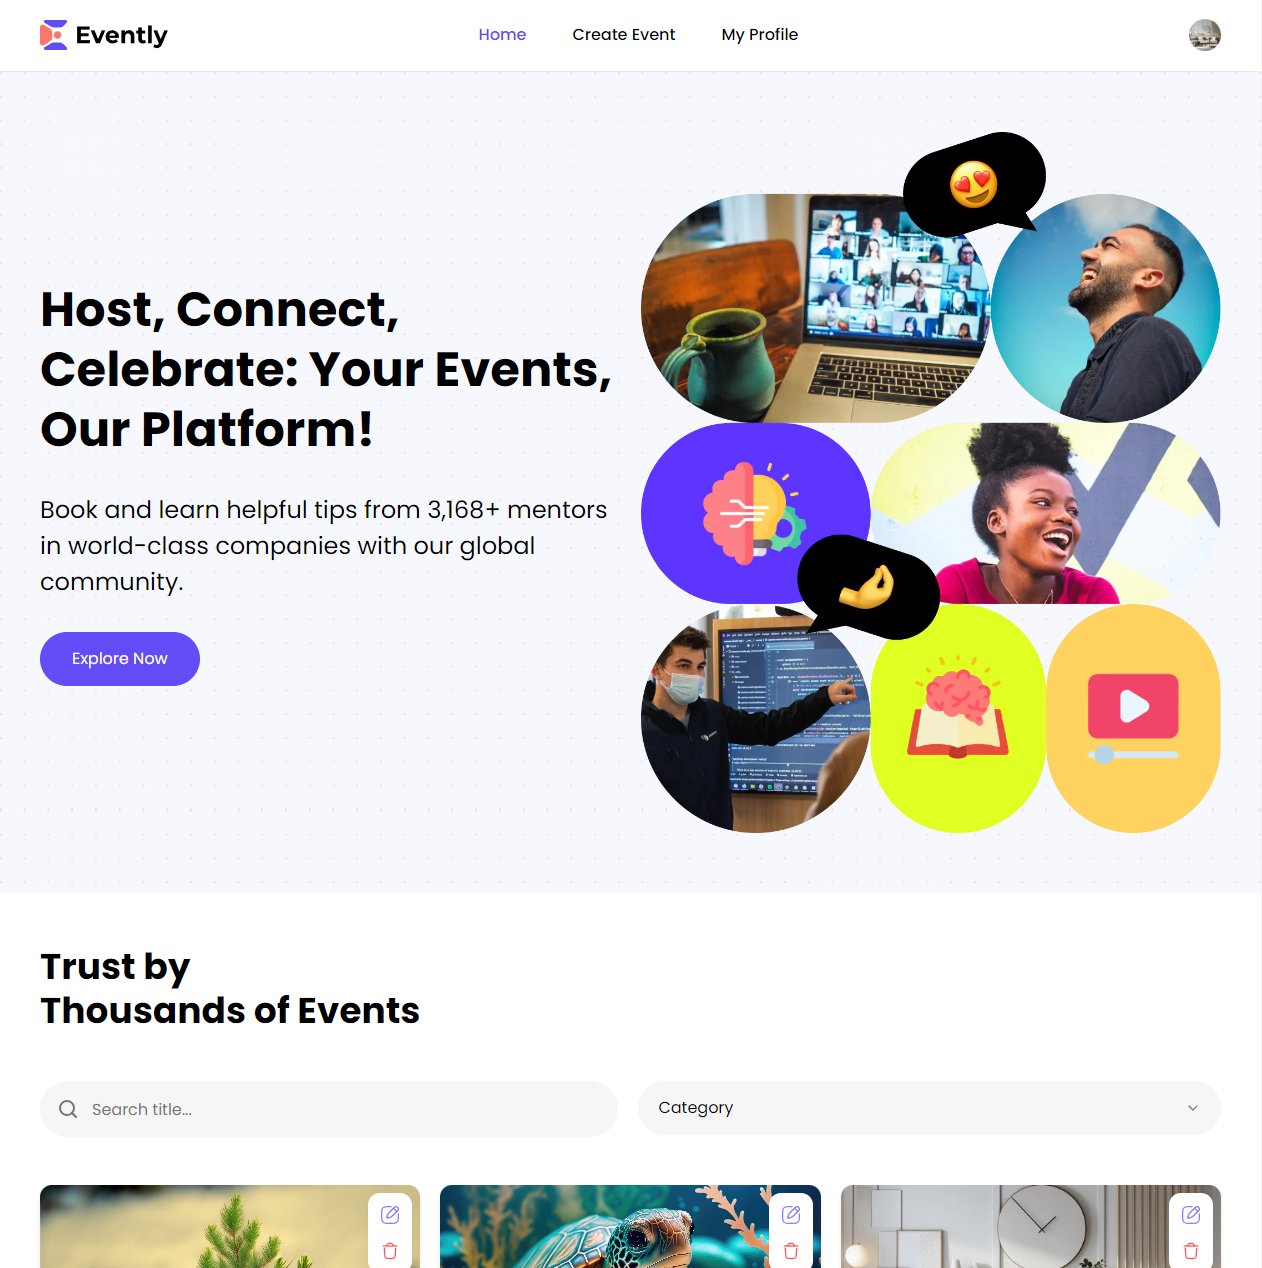 Evently
Home
Create Event
My Profile
Host, Connect,
Celebrate: Your Events,
Our Platform!
Book and learn helpful tips from 3,168+ mentors
in world-class companies with our global
community.
Explore Now
Trust by
Thousands of Events
Search title...
Category